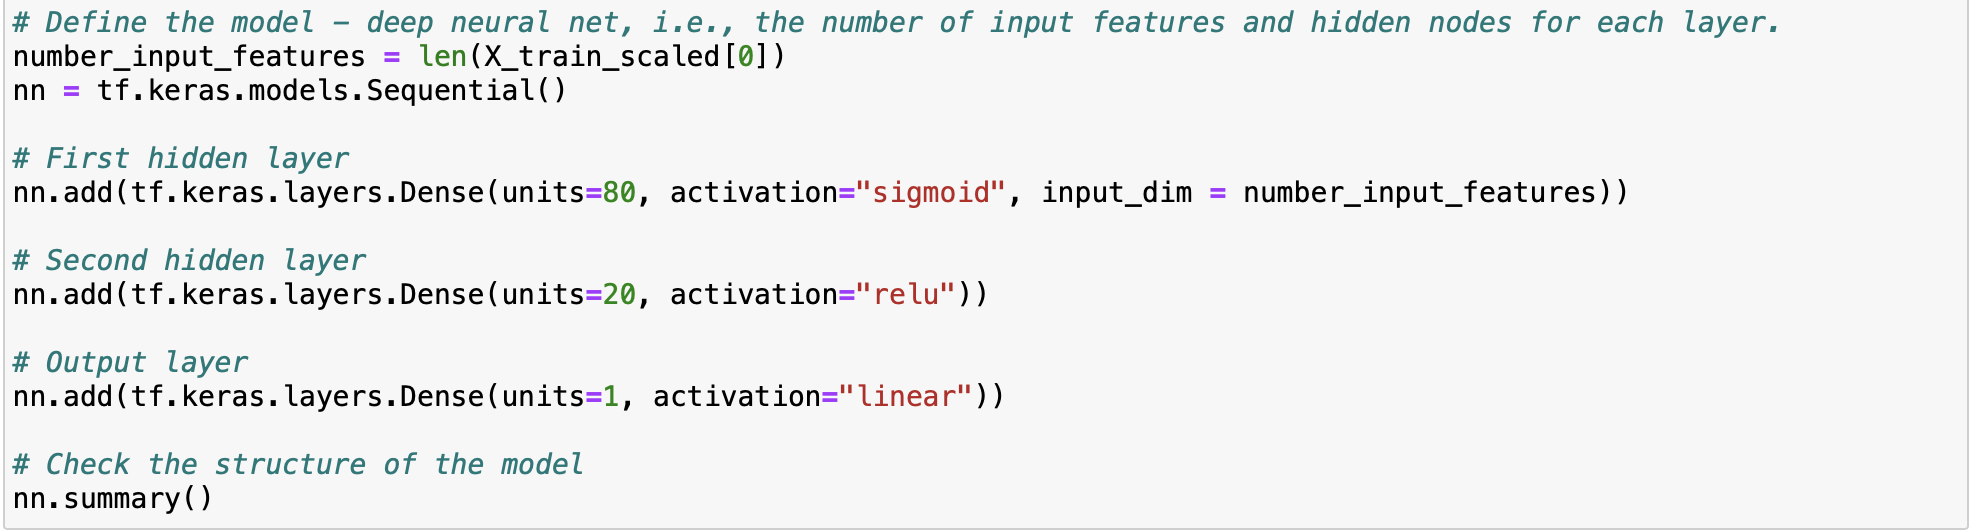 # Define the model – deep neural net, i.e., the number of input features and hidden nodes for each layer.
number_input_features = len(X_train_scaled[0])
nn = tf.keras.models.Sequential()
# First hidden layer
nn.add(tf.keras.layers.Dense(units=80, activation="sigmoid", input_dim = number_input_features))
# Second hidden layer
nn.add(tf.keras.layers.Dense(units=20, activation="relu"))
# Output layer
nn.add(tf.keras.layers.Dense(units=1, activation="linear"))
# Check the structure of the model
nn.summary()